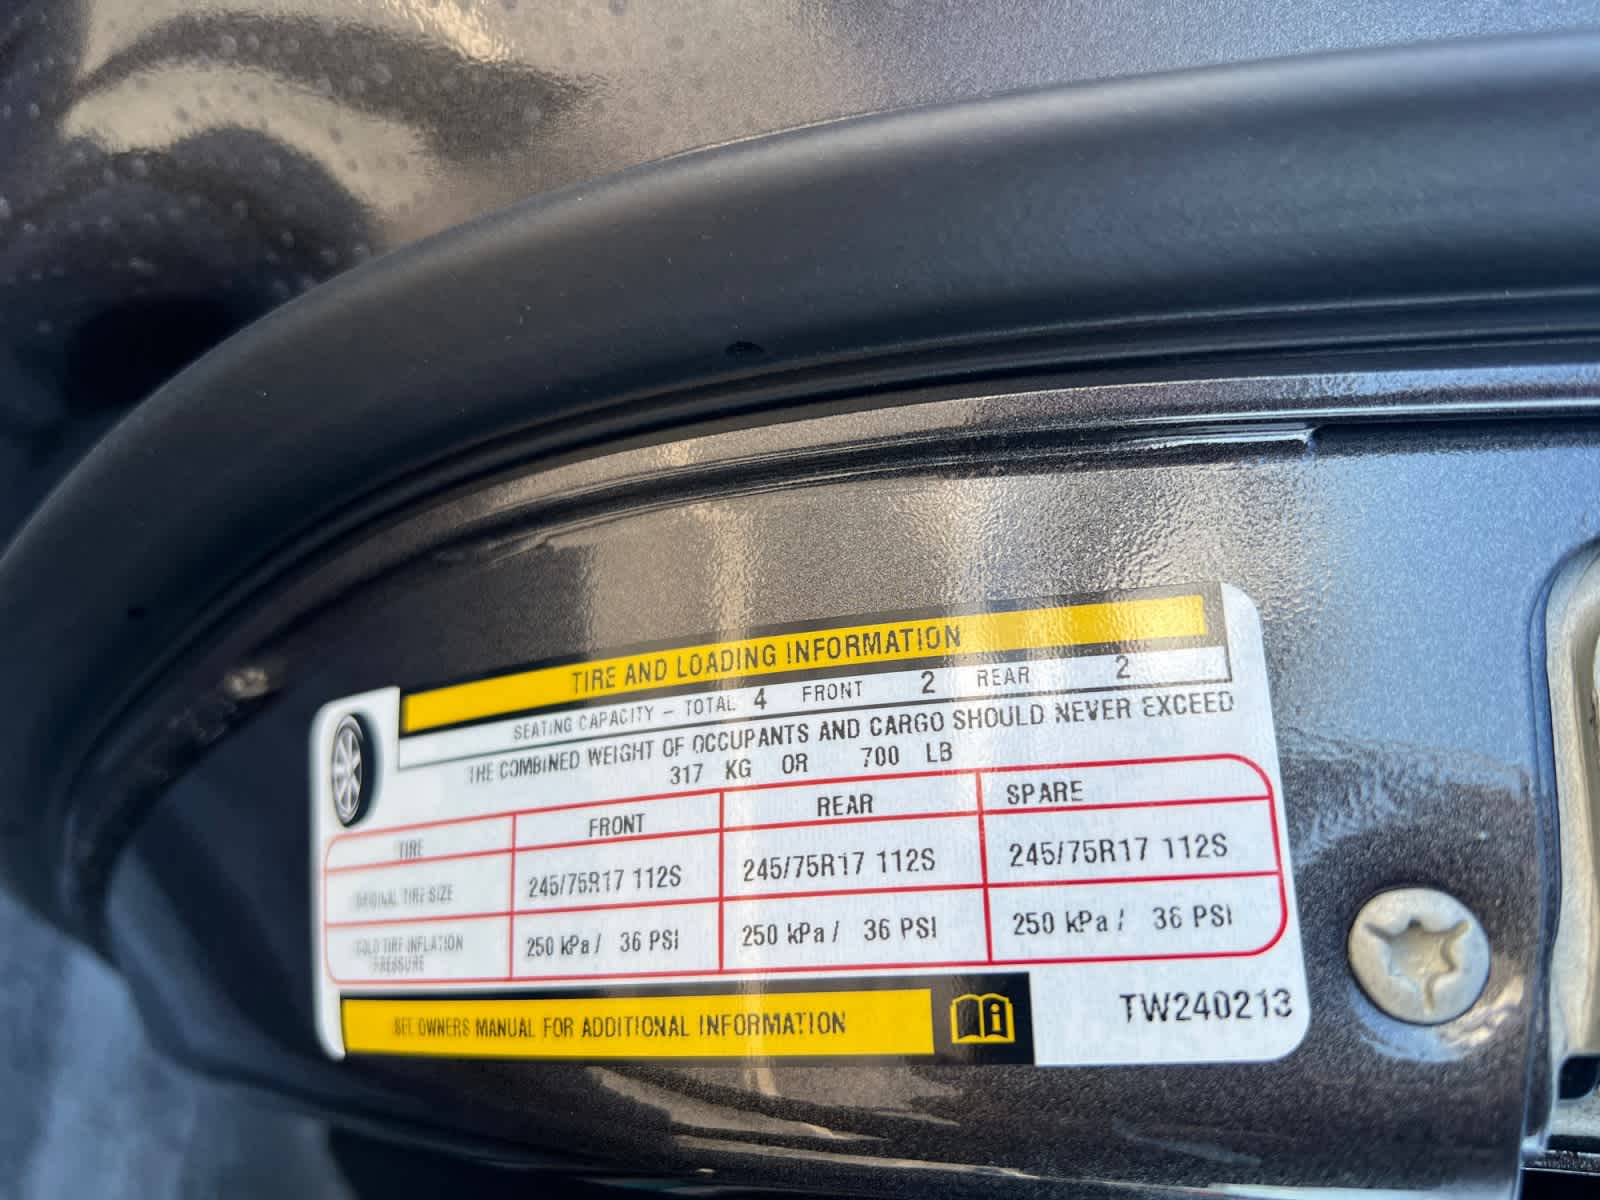 TIRE AND LOADING INFORMATION
SEATING CAPACITY – TOTAL 4 FRONT 2 REAR 2
THE COMBINED WEIGHT OF OCCUPANTS AND CARGO SHOULD NEVER EXCEED
317 KG OR 700 LB
TIRE FRONT REAR SPARE
ORIGINAL TIRE SIZE 245/75R17 112S 245/75R17 112S 245/75R17 112S
COLD TIRE INFLATION PRESSURE 250 kPa / 36 PSI 250 kPa / 36 PSI 250 kPa / 36 PSI
SEE OWNERS MANUAL FOR ADDITIONAL INFORMATION
TW240213